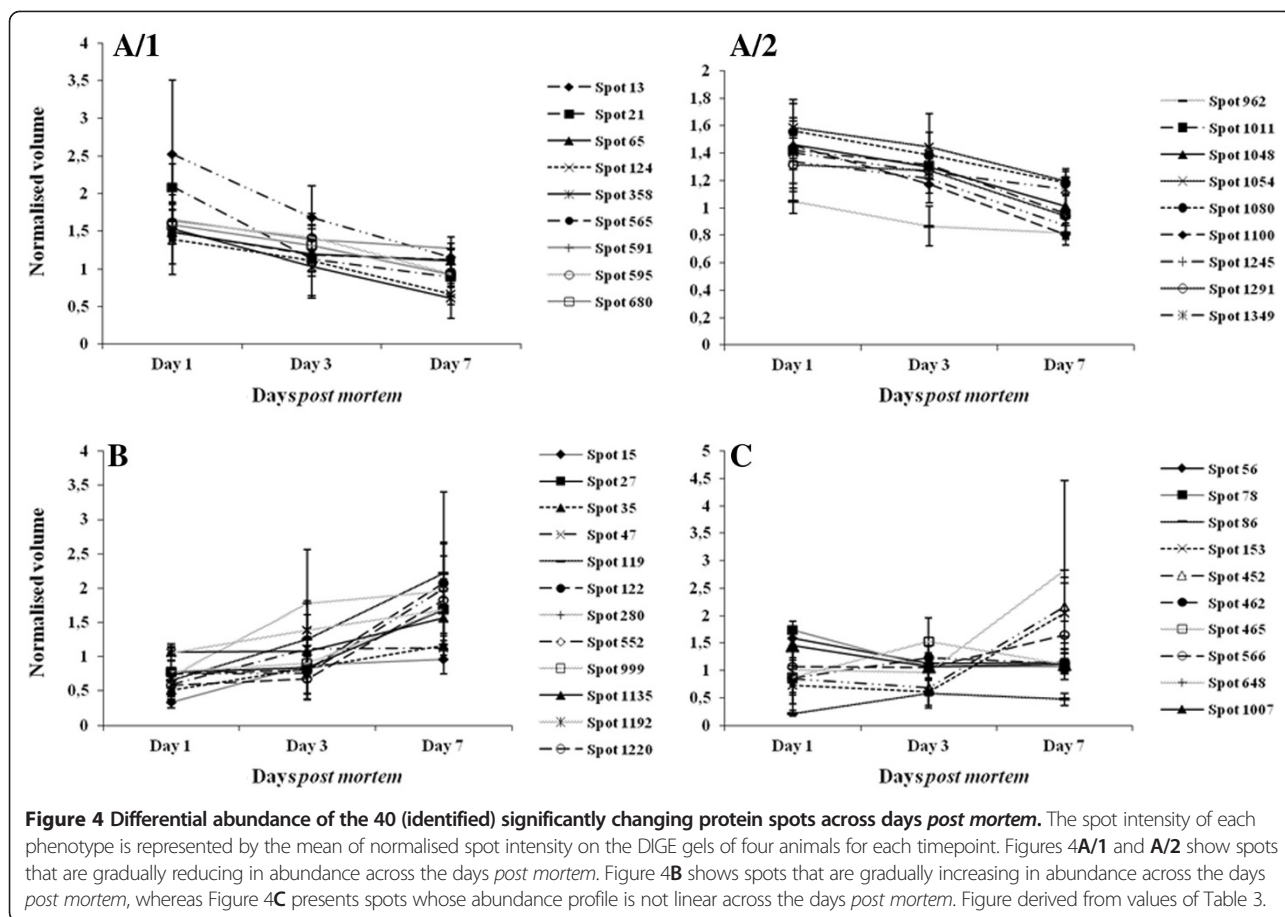 A/1
Normalised volume
4
3,5
3
2,5
2
1,5
1
0,5
0
Day 1 Day 3 Day 7
Days post mortem
Spot 13
Spot 21
Spot 65
Spot 124
Spot 358
Spot 565
Spot 591
Spot 595
Spot 680
A/2
Normalised volume
2
1,8
1,6
1,4
1,2
1
0,8
0,6
0,4
0,2
0
Day 1 Day 3 Day 7
Days post mortem
Spot 962
Spot 1011
Spot 1048
Spot 1054
Spot 1080
Spot 1100
Spot 1245
Spot 1291
Spot 1349
B
Normalised volume
4
3,5
3
2,5
2
1,5
1
0,5
0
Day 1 Day 3 Day 7
Days post mortem
Spot 15
Spot 27
Spot 35
Spot 47
Spot 119
Spot 122
Spot 280
Spot 552
Spot 999
Spot 1135
Spot 1192
Spot 1220
C
Normalised volume
5
4,5
4
3,5
3
2,5
2
1,5
1
0,5
0
Day 1 Day 3 Day 7
Days post mortem
Spot 56
Spot 78
Spot 86
Spot 153
Spot 452
Spot 462
Spot 465
Spot 566
Spot 648
Spot 1007
Figure 4 Differential abundance of the 40 (identified) significantly changing protein spots across days post mortem. The spot intensity of each
phenotype is represented by the mean of normalised spot intensity on the DIGE gels of four animals for each timepoint. Figures 4A/1 and A/2 show spots
that are gradually reducing in abundance across the days post mortem. Figure 4B shows spots that are gradually increasing in abundance across the days
post mortem, whereas Figure 4C presents spots whose abundance profile is not linear across the days post mortem. Figure derived from values of Table 3.